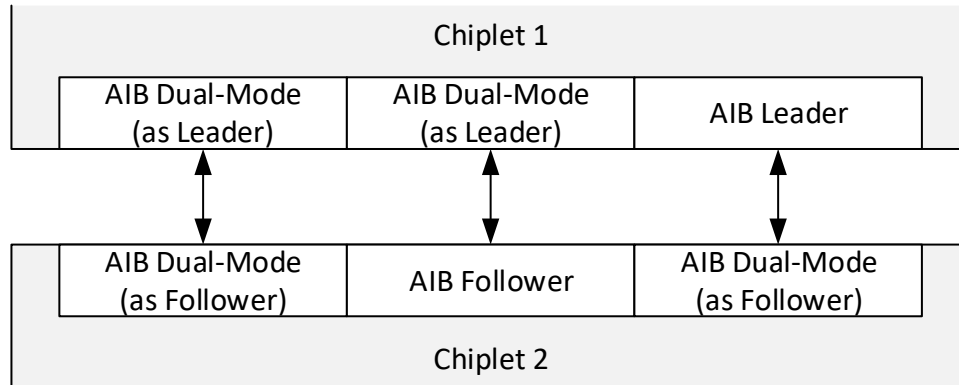 Chiplet 1
AIB Dual-Mode
(as Leader)
AIB Dual-Mode
(as Leader)
AIB Leader
AIB Dual-Mode
(as Follower)
AIB Follower
AIB Dual-Mode
(as Follower)
Chiplet 2